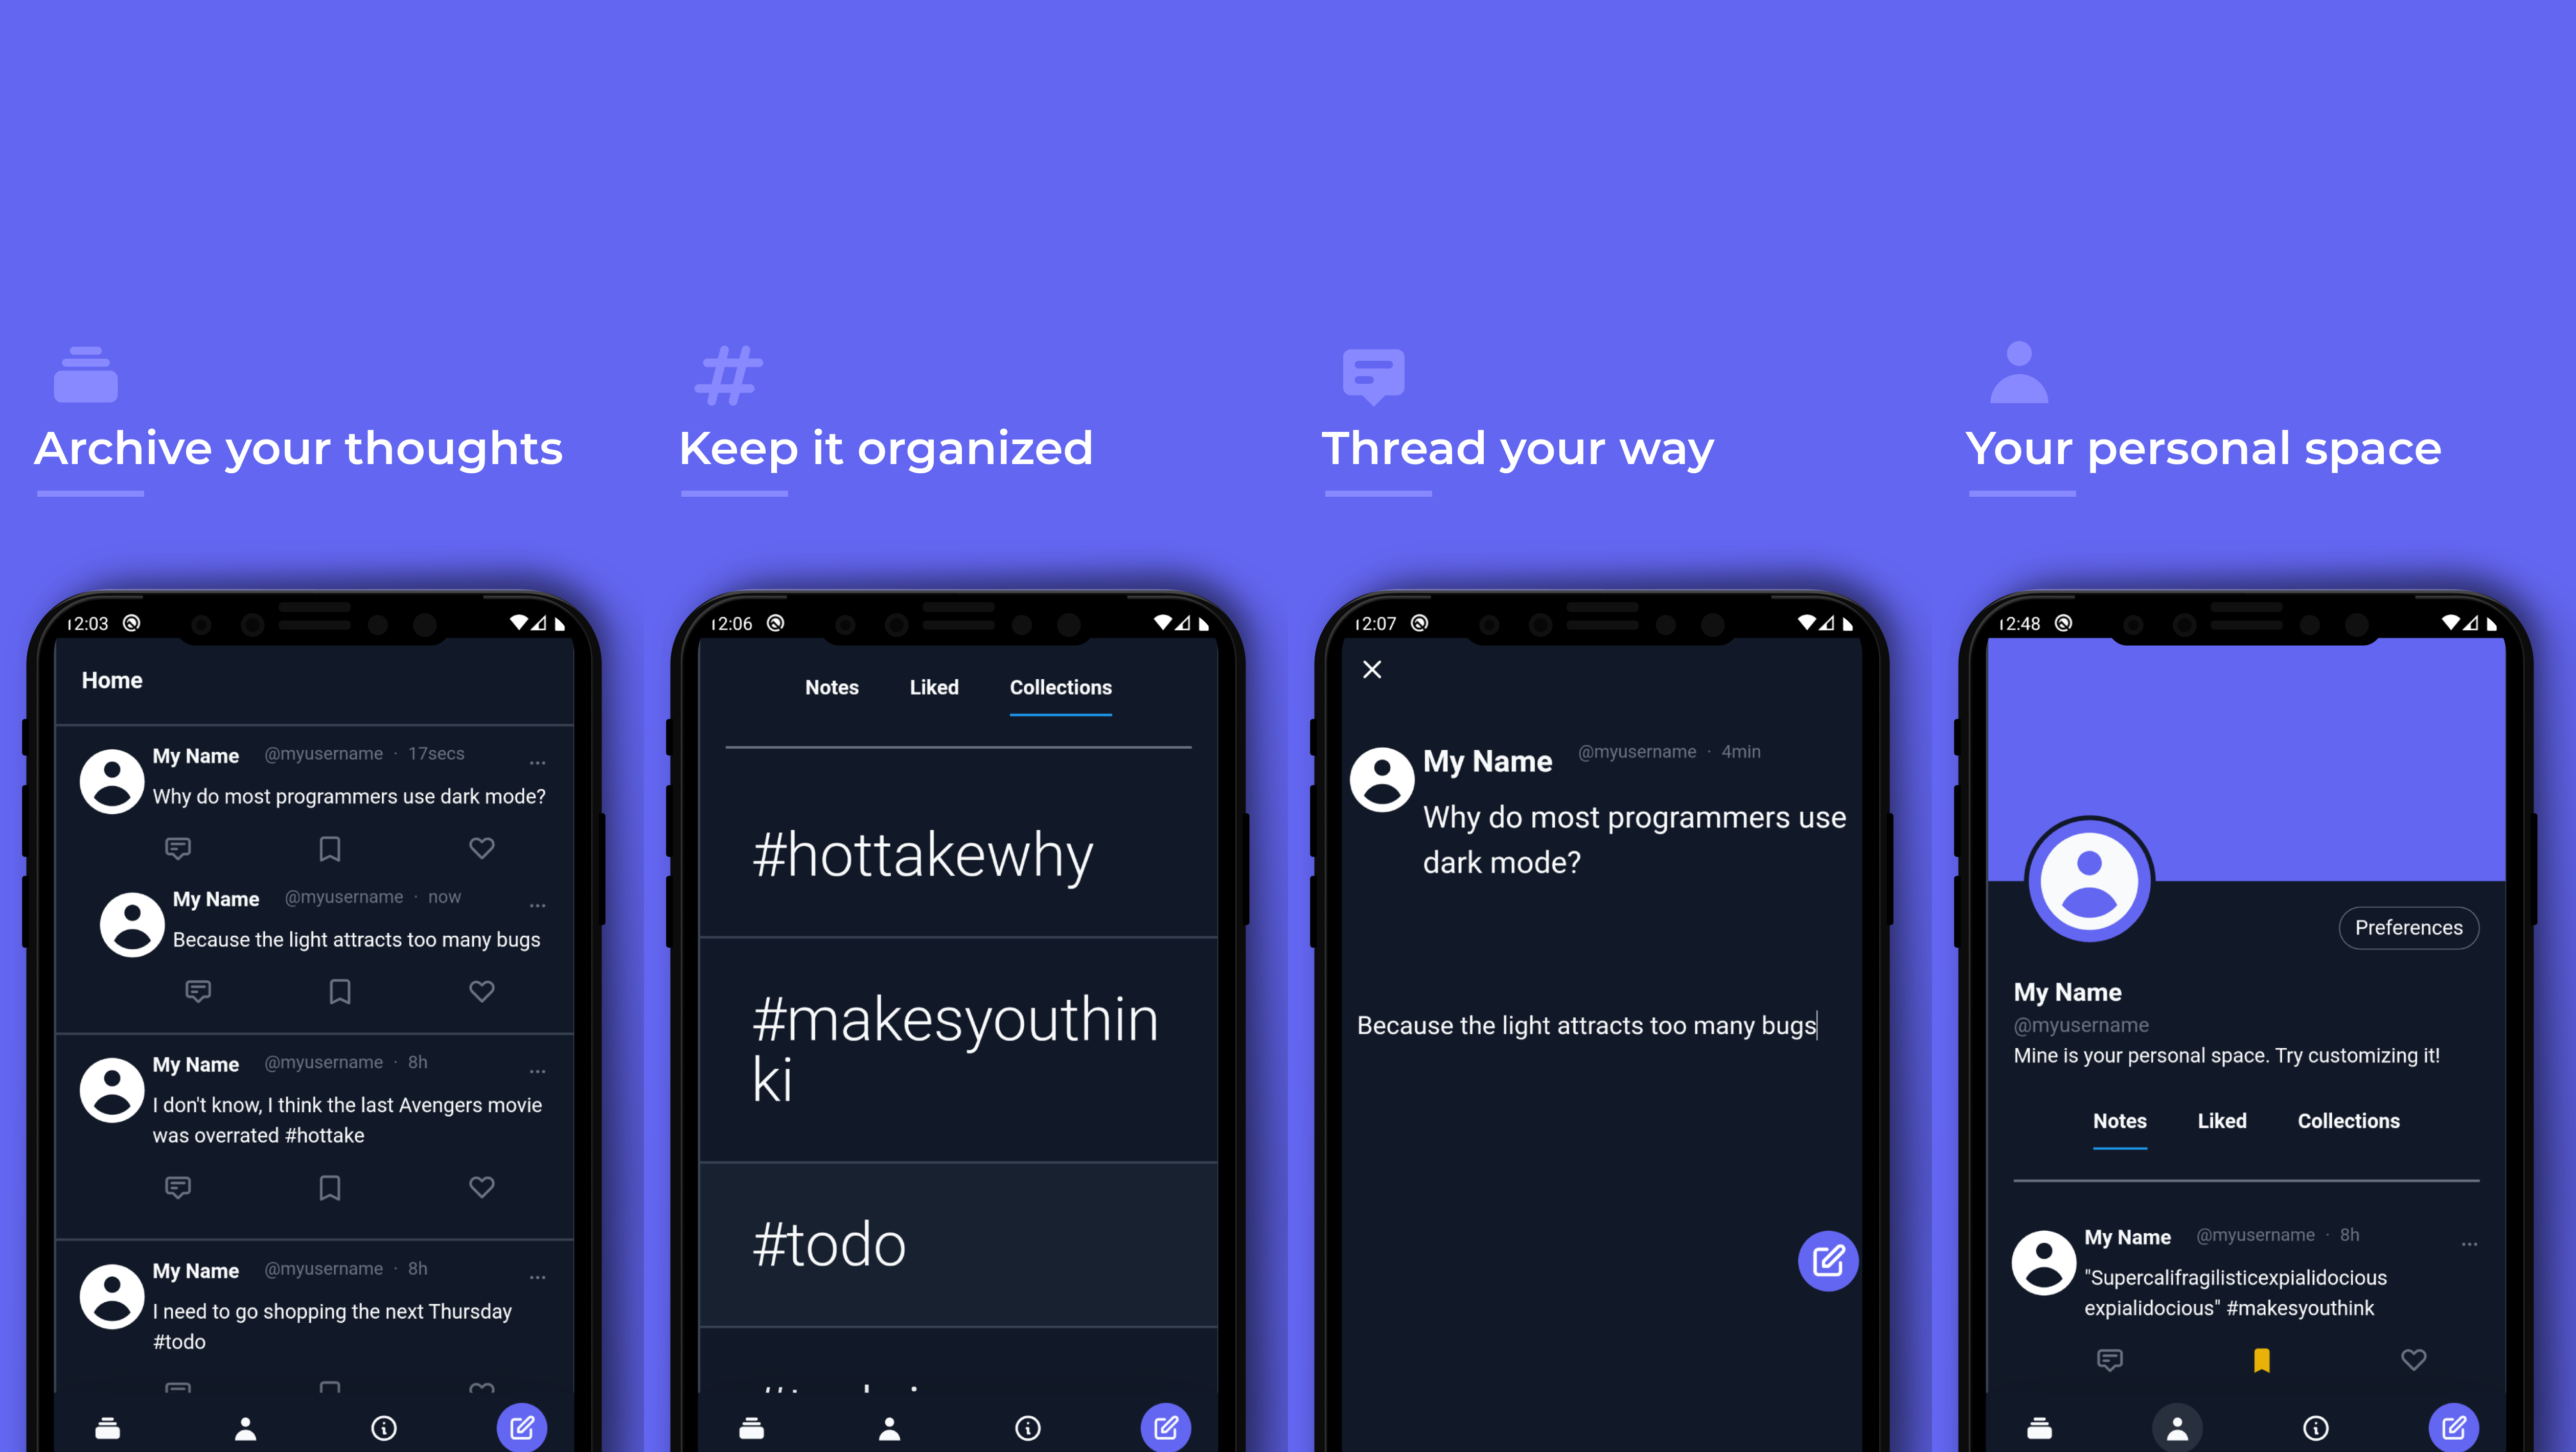 Archive your thoughts
12:03
Home
My Name @myusername · 17secs
Why do most programmers use dark mode?
My Name @myusername · now
Because the light attracts too many bugs
My Name @myusername · 8h
I don't know, I think the last Avengers movie
was overrated #hottake
My Name @myusername · 8h
I need to go shopping the next Thursday
#todo
Keep it organized
12:06
Notes Liked Collections
#hottakewhy
#makesyouthin
ki
#todo
Thread your way
12:07
My Name @myusername · 4min
Why do most programmers use
dark mode?
Because the light attracts too many bugs
Your personal space
12:48
Preferences
My Name
@myusername
Mine is your personal space. Try customizing it!
Notes Liked Collections
My Name @myusername · 8h
"Supercalifragilisticexpialidocious
expialidocious" #makesyouthink